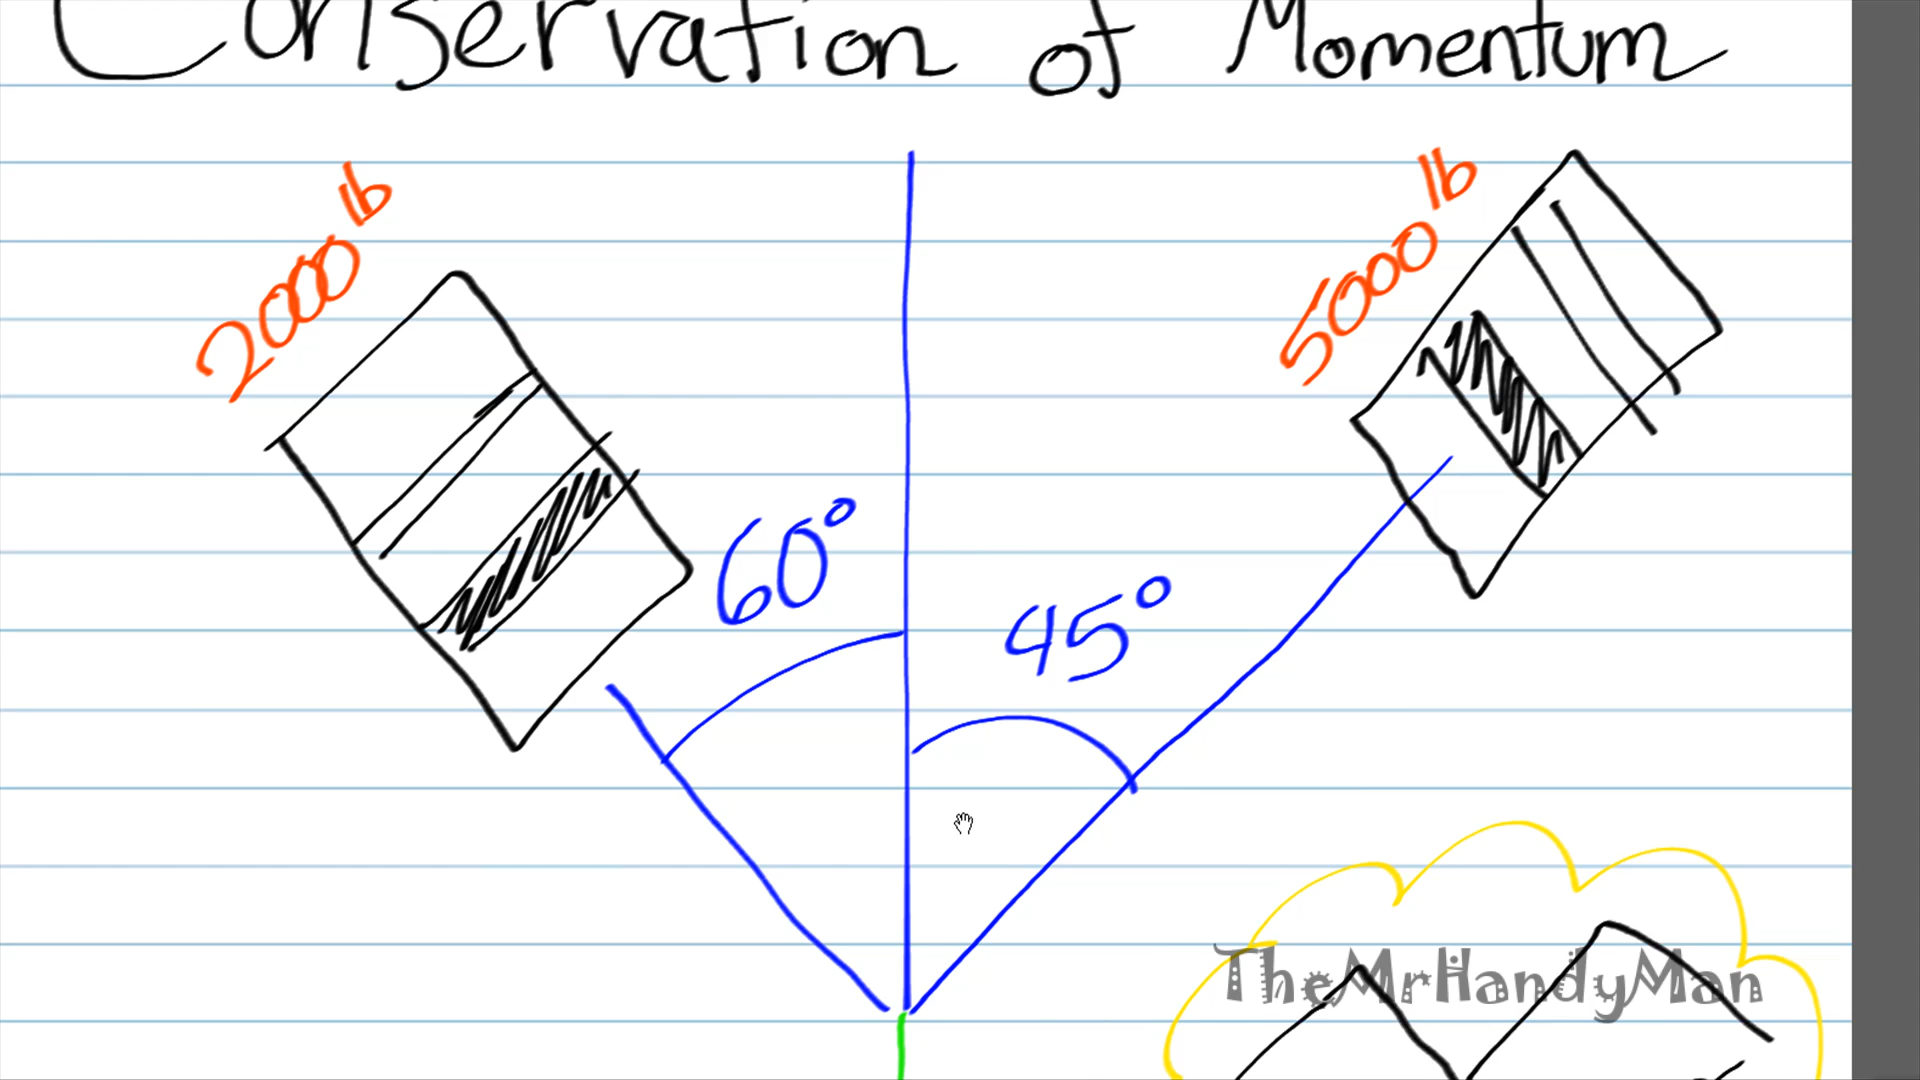 Conservation of Momentum
2000 lb
5000 lb
60°
45°
TheMrHandyMan